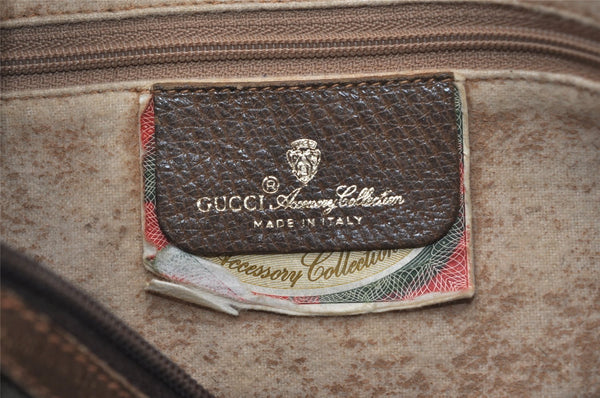 ®
GUCCI Accessory Collection
MADE IN ITALY
Accessory Collection